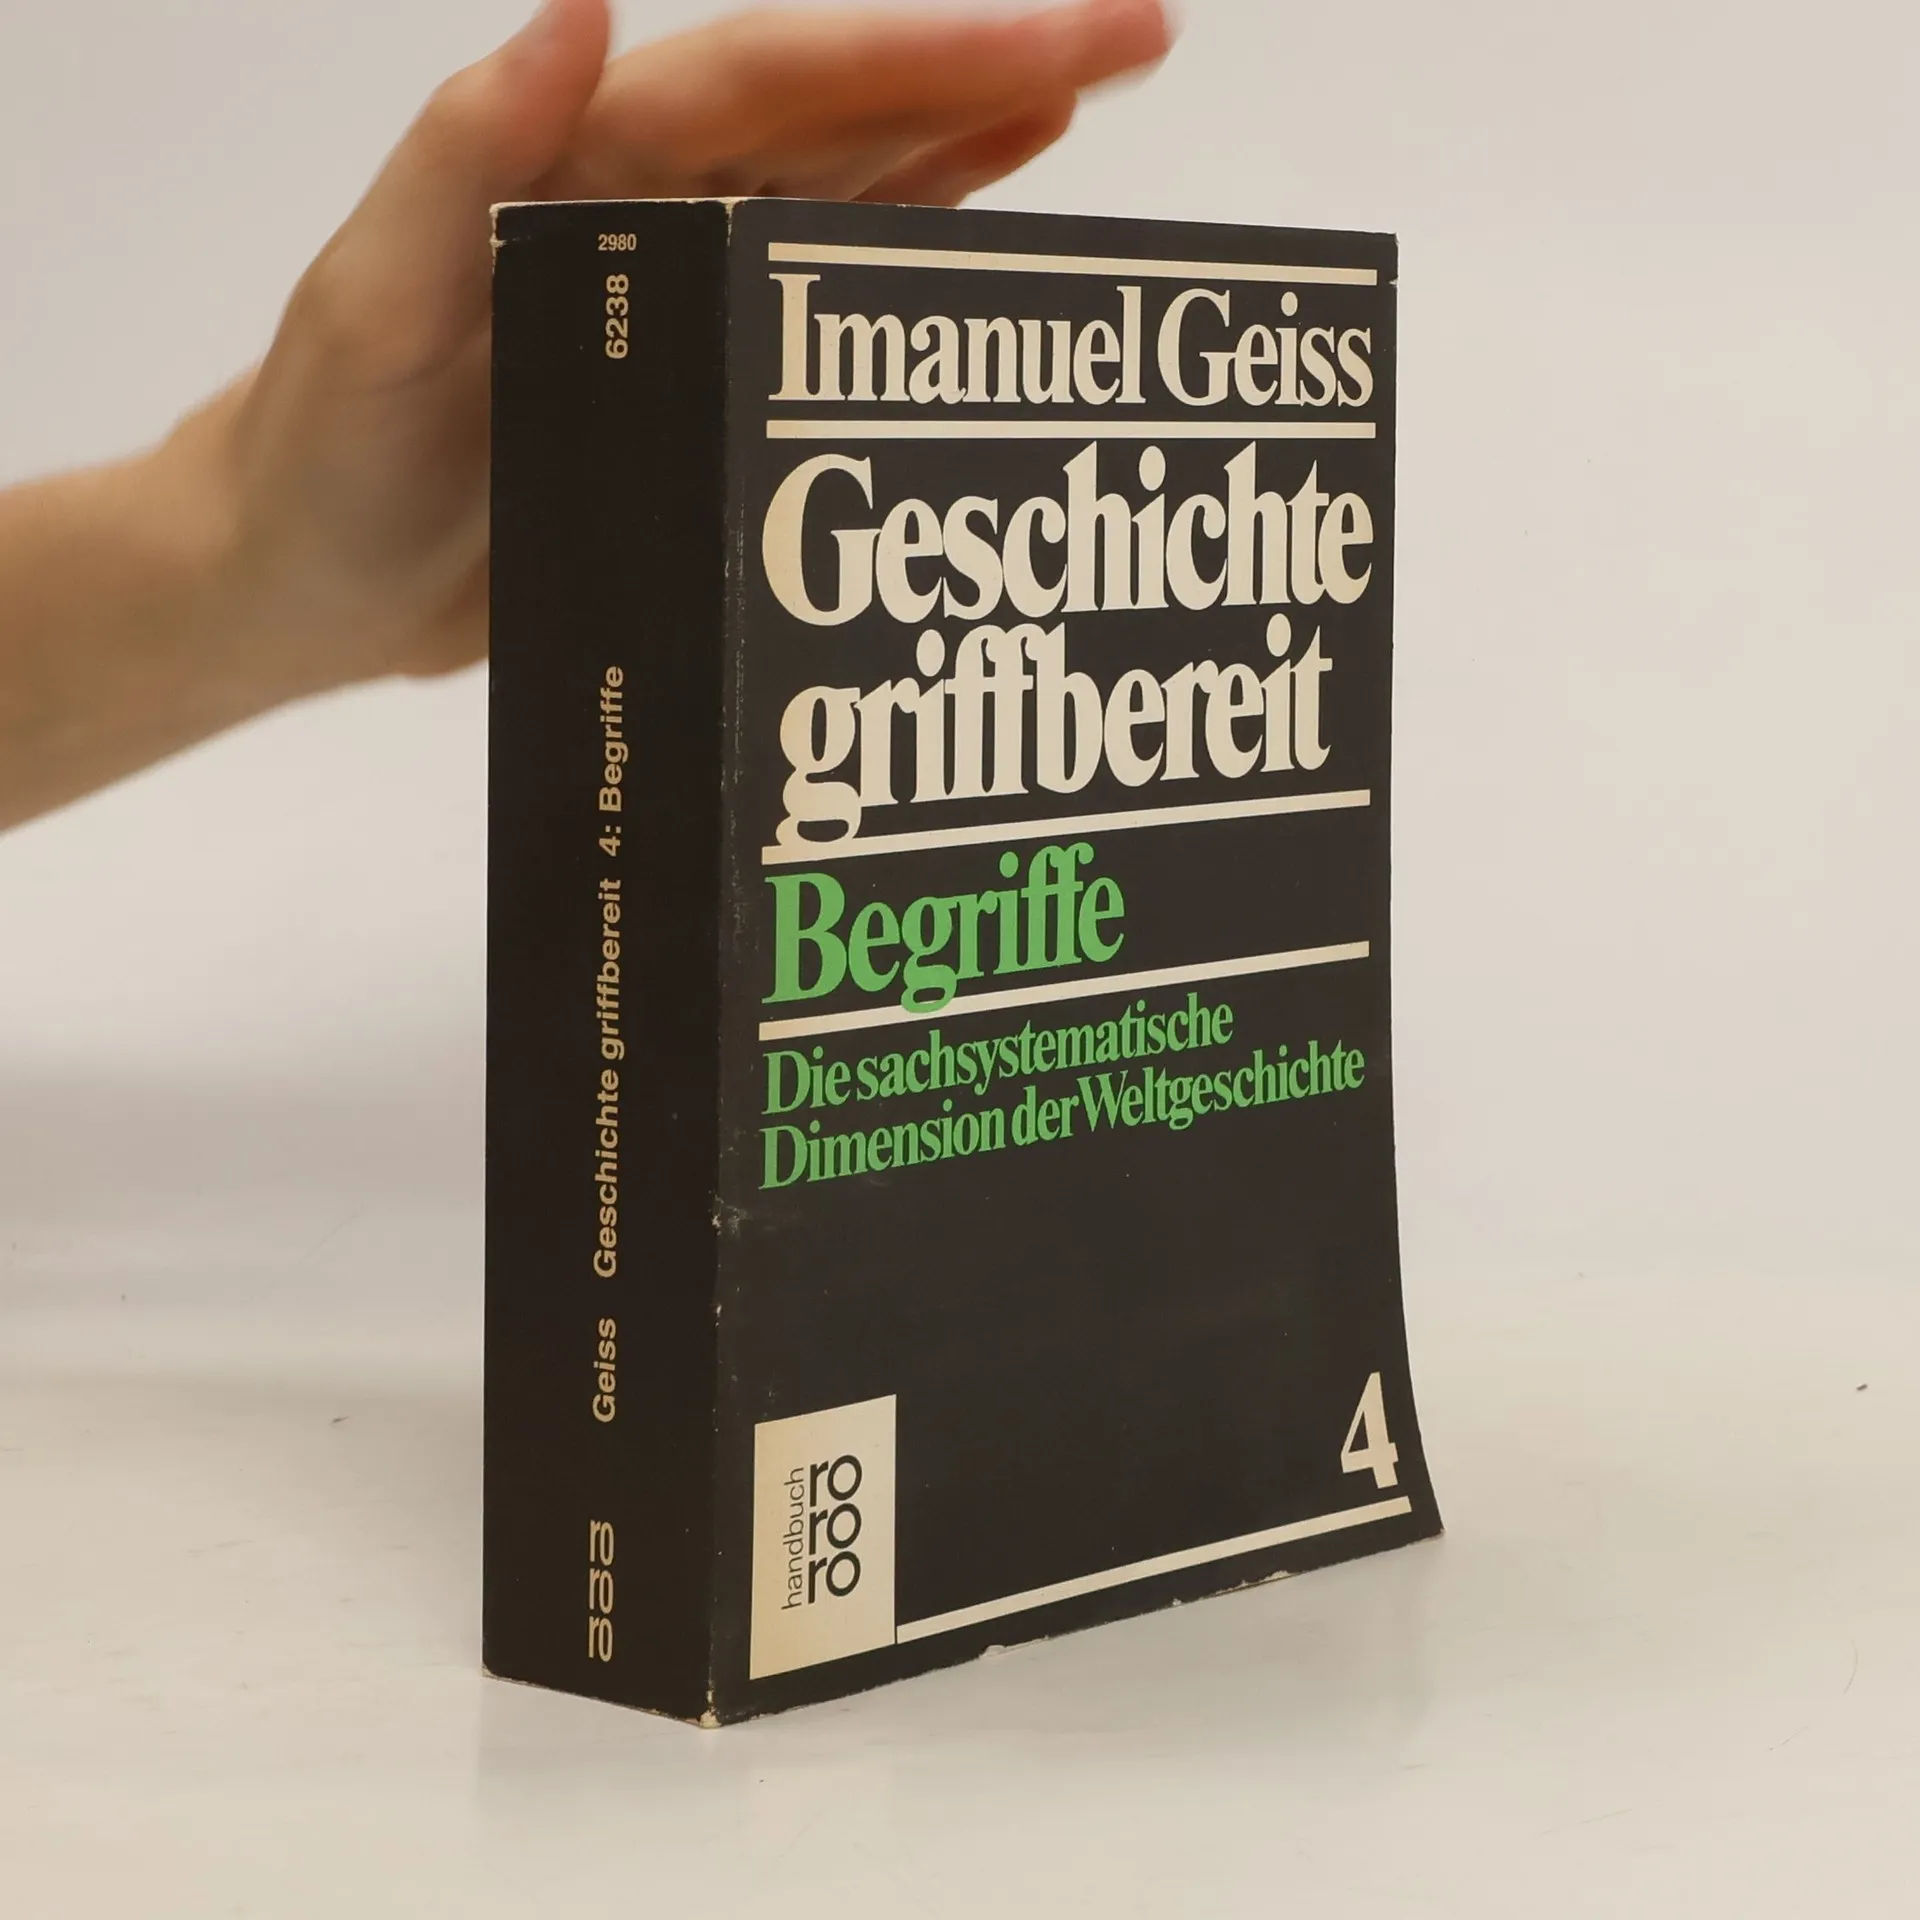 2980
6238
Geiss Geschichte griffbereit 4: Begriffe
rororo
Imanuel Geiss
Geschichte
griffbereit
Begriffe
Die sachsystematische
Dimension der Weltgeschichte
4
handbuch
ro
ro
ro